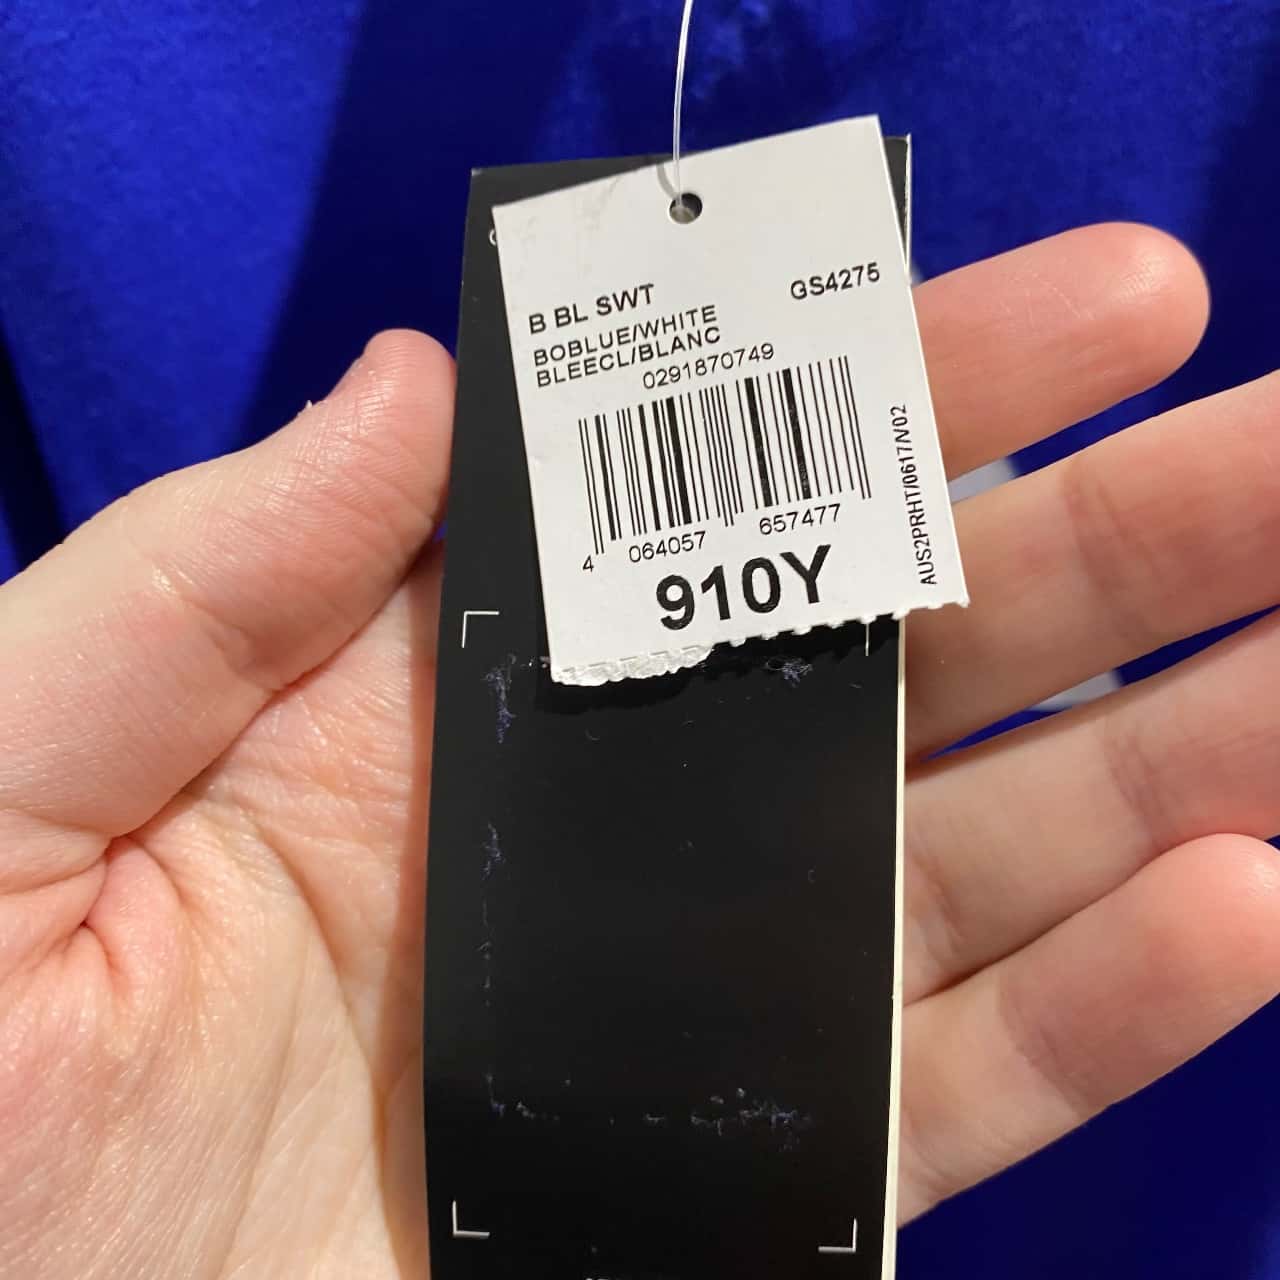 B BL SWT GS4275
BOBLUE/WHITE
BLEECL/BLANC
0291870749
4 064057 657477
910Y
AUS2PRHT/0617/V02